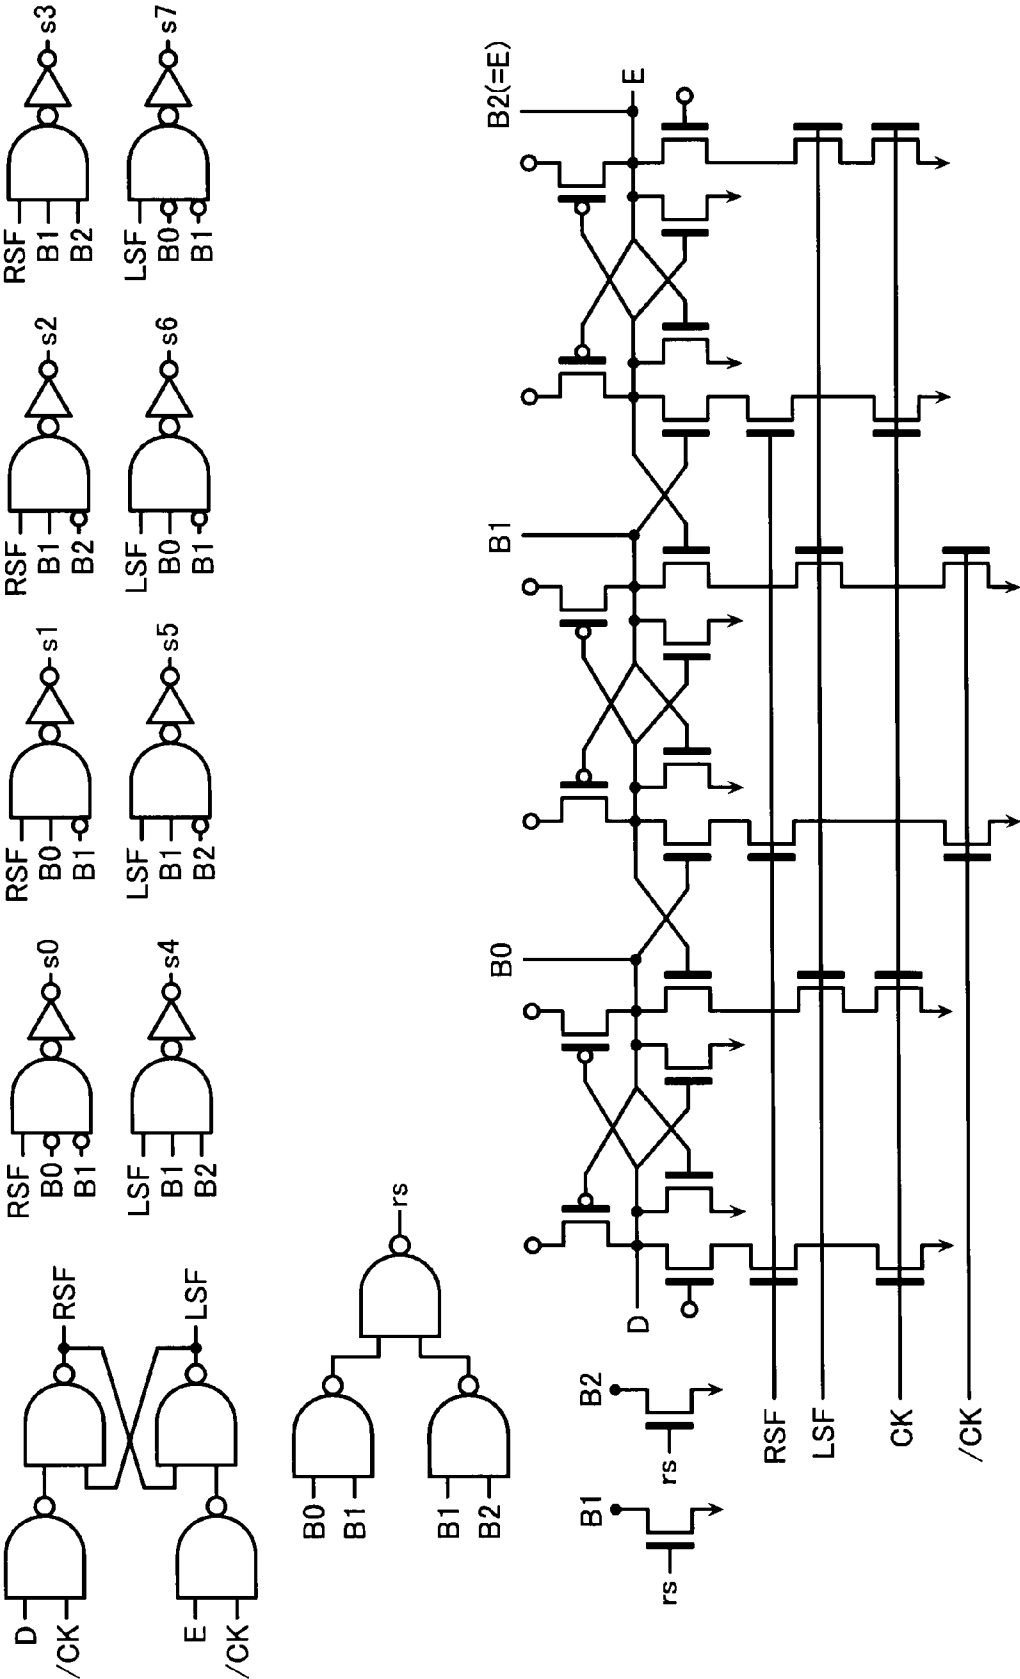 s3
RSF
B1
B2
s7
LSF
B0
B1
s2
RSF
B1
B2
s6
LSF
B0
B1
s1
RSF
B0
B1
s5
LSF
B1
B2
s0
RSF
B0
B1
s4
LSF
B1
B2
RSF
LSF
D
/CK
E
/CK
rs
B0
B1
B1
B2
B2(=E)
E
B1
B0
D
B2
rs
B1
rs
RSF
LSF
CK
/CK